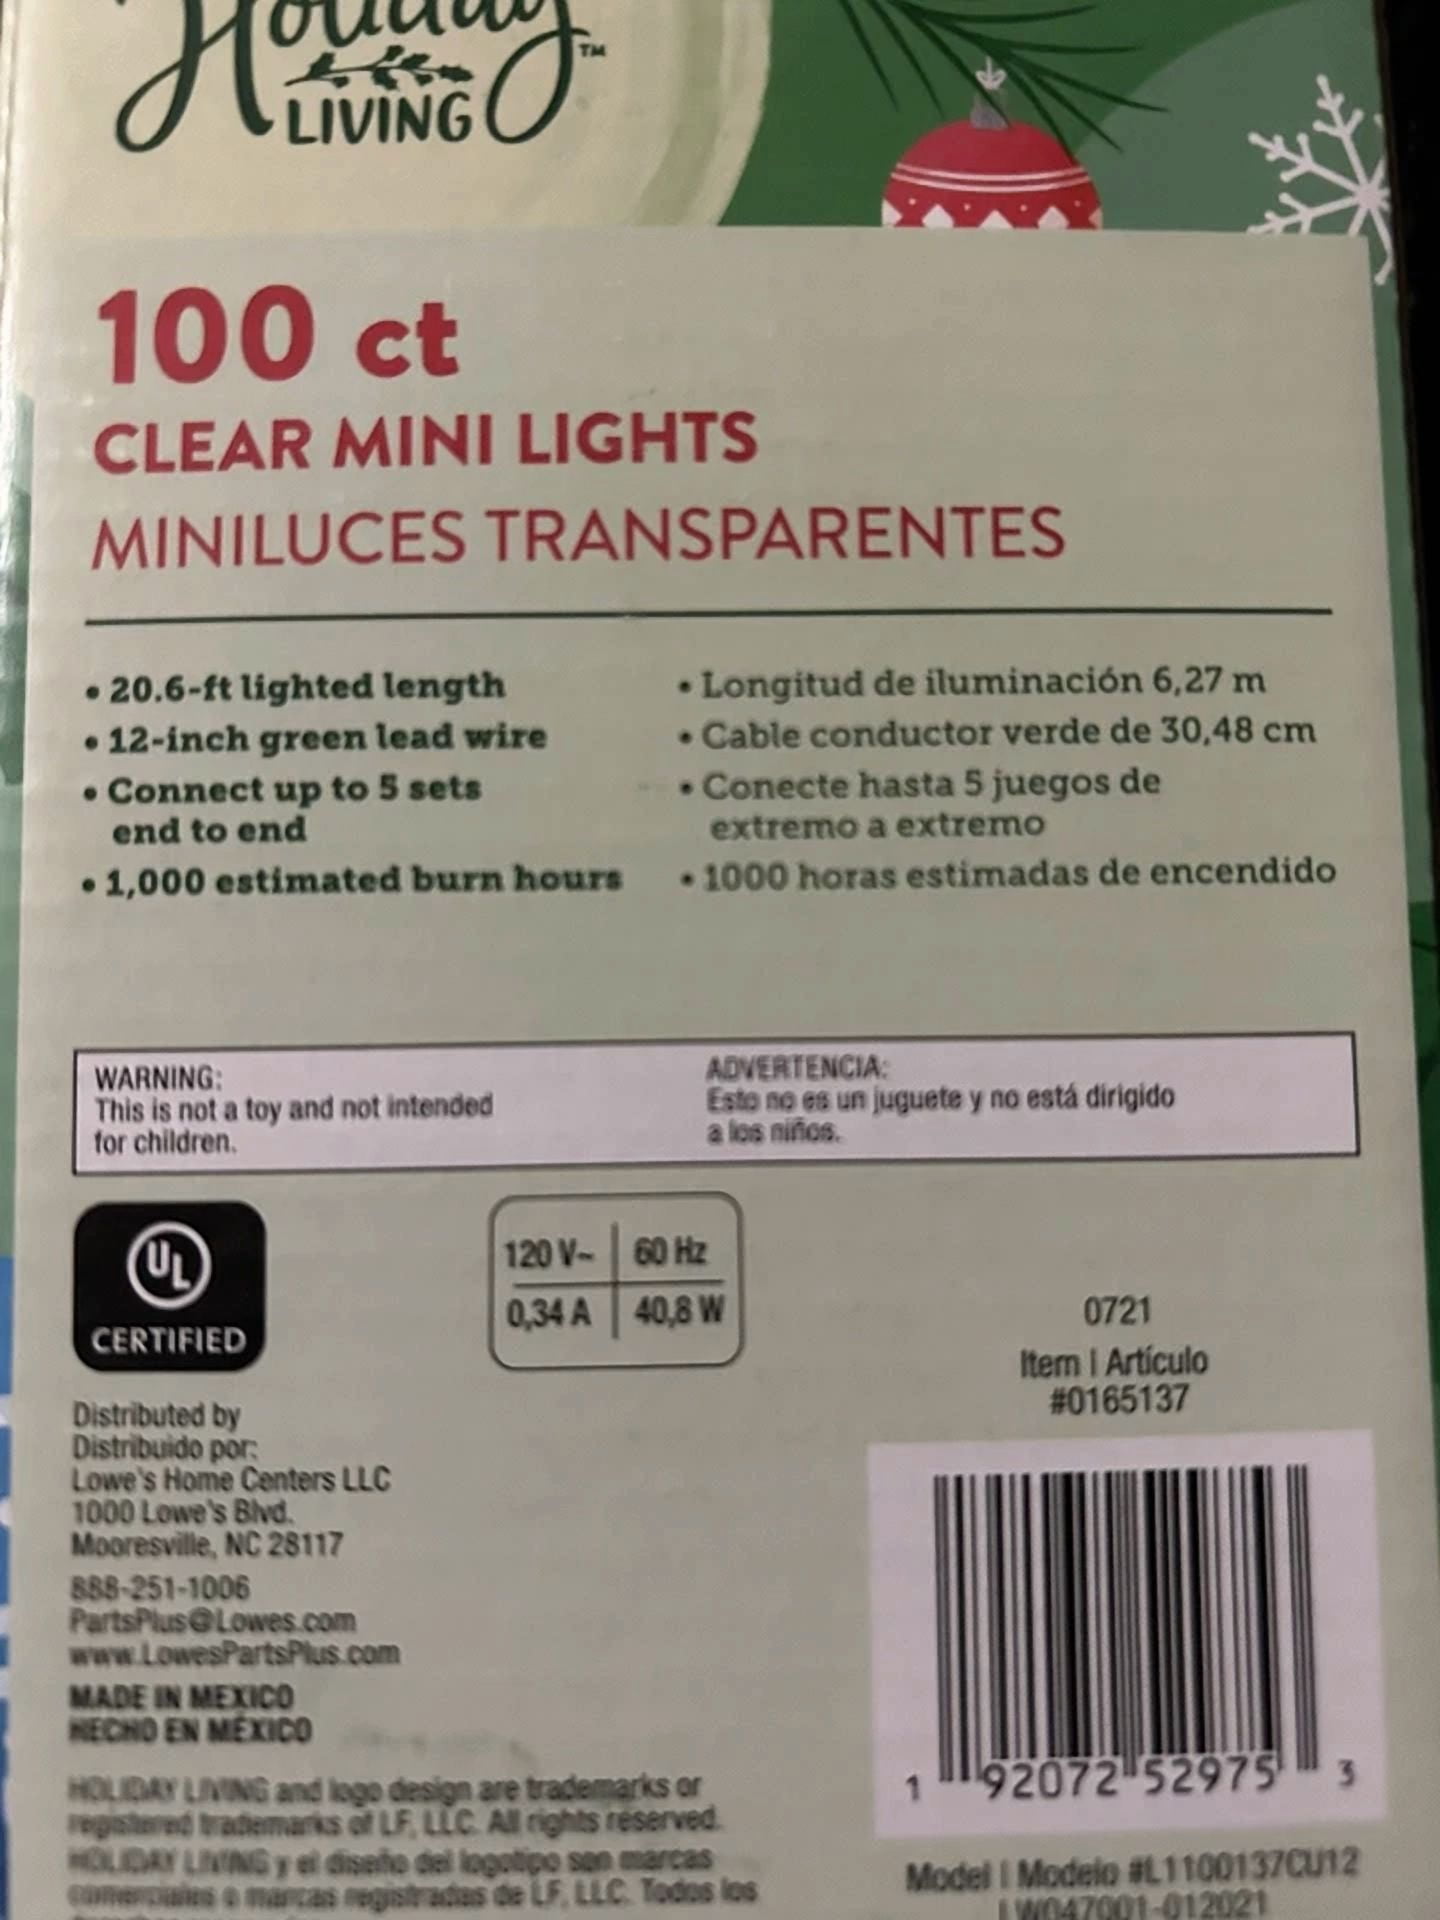 Holiday
LIVING™
100 ct
CLEAR MINI LIGHTS
MINILUCES TRANSPARENTES
• 20.6-ft lighted length
• 12-inch green lead wire
• Connect up to 5 sets
end to end
• 1,000 estimated burn hours
• Longitud de iluminación 6,27 m
• Cable conductor verde de 30,48 cm
• Conecte hasta 5 juegos de
extremo a extremo
• 1000 horas estimadas de encendido
WARNING:
This is not a toy and not intended
for children.
ADVERTENCIA:
Esto no es un juguete y no está dirigido
a los niños.
UL
CERTIFIED
120 V~ 60 Hz
0,34 A 40,8 W
0721
Item | Artículo
#0165137
Distributed by
Distribuido por:
Lowe's Home Centers LLC
1000 Lowe's Blvd.
Mooresville, NC 28117
888-251-1006
PartsPlus@Lowes.com
www.LowesPartsPlus.com
MADE IN MEXICO
HECHO EN MÉXICO
HOLIDAY LIVING and logo design are trademarks or
registered trademarks of LF, LLC. All rights reserved.
HOLIDAY LIVING y el diseño del logotipo son marcas
comerciales o marcas registradas de LF, LLC. Todos los
1 92072 52975 3
Model | Modelo #L1100137CU12
LW047001-012021